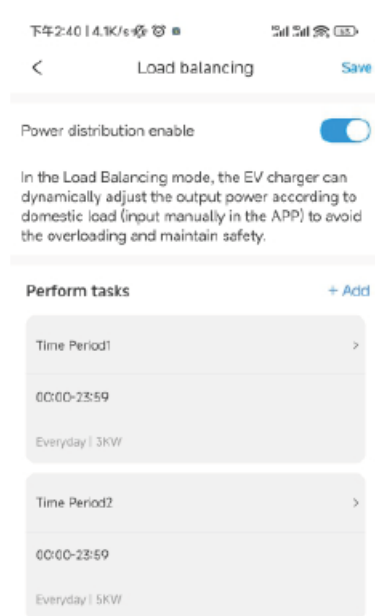 下午2:40 | 4.1K/s
Load balancing
Save
Power distribution enable
In the Load Balancing mode, the EV charger can
dynamically adjust the output power according to
domestic load (input manually in the APP) to avoid
the overloading and maintain safety.
Perform tasks
+ Add
Time Period1
00:00-23:59
Everyday | 3KW
Time Period2
00:00-23:59
Everyday | 5KW